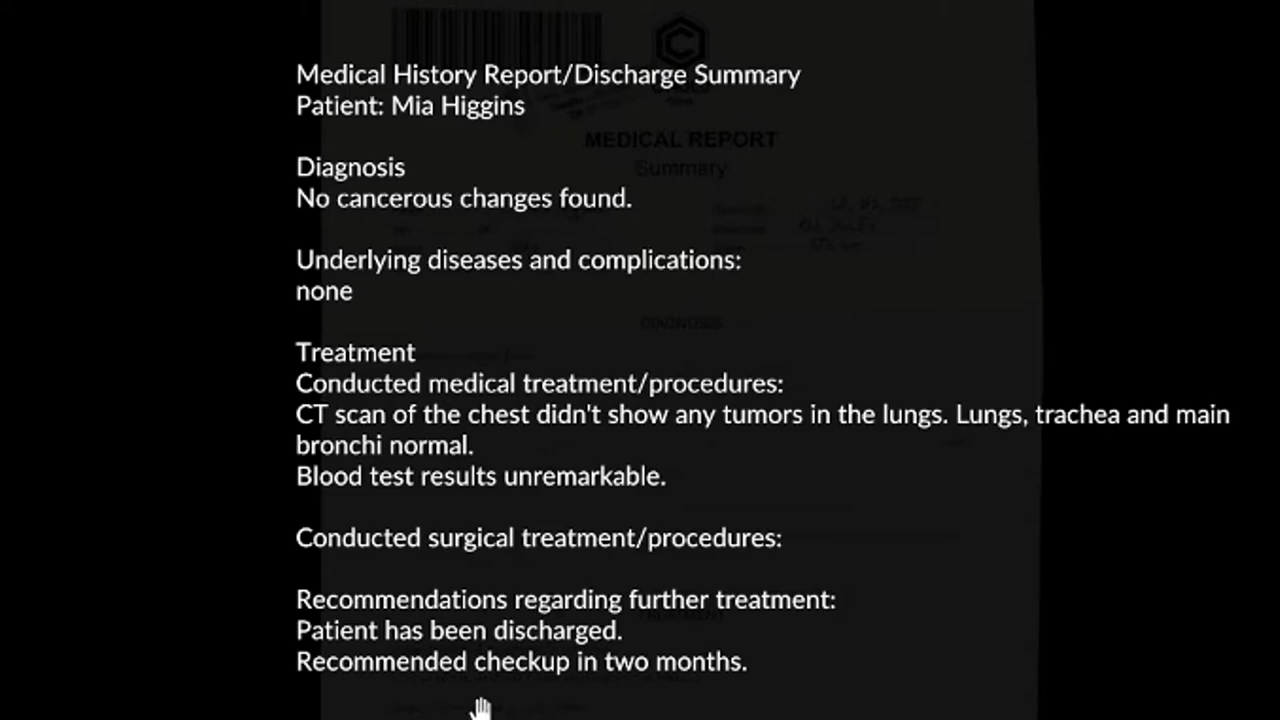 Medical History Report/Discharge Summary
Patient: Mia Higgins
MEDICAL REPORT
Summary
Diagnosis
No cancerous changes found.
Underlying diseases and complications:
none
DIAGNOSIS
Treatment
Conducted medical treatment/procedures:
CT scan of the chest didn't show any tumors in the lungs. Lungs, trachea and main
bronchi normal.
Blood test results unremarkable.
Conducted surgical treatment/procedures:
Recommendations regarding further treatment:
Patient has been discharged.
Recommended checkup in two months.